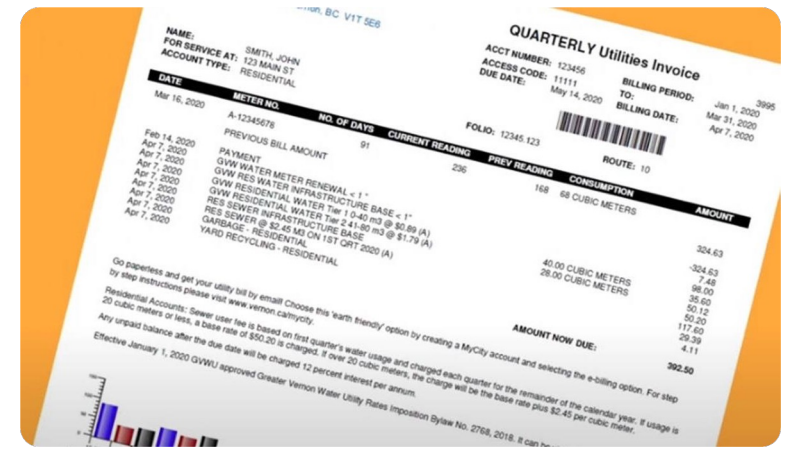 on, BC V1T 5E6
QUARTERLY Utilities Invoice
NAME: SMITH, JOHN
FOR SERVICE AT: 123 MAIN ST
ACCOUNT TYPE: RESIDENTIAL
ACCT NUMBER: 123456
ACCESS CODE: 11111
DUE DATE: May 14, 2020
3995
BILLING PERIOD: Jan 1, 2020
TO: Mar 31, 2020
BILLING DATE: Apr 7, 2020
FOLIO: 12345.123
ROUTE: 10
DATE METER NO. NO. OF DAYS CURRENT READING PREV READING CONSUMPTION AMOUNT
Mar 16, 2020 A-12345678 91 236 168 68 CUBIC METERS
PREVIOUS BILL AMOUNT 324.63
Feb 14, 2020 PAYMENT -324.63
Apr 7, 2020 GVW WATER METER RENEWAL < 1" 7.48
Apr 7, 2020 GVW RES WATER INFRASTRUCTURE BASE < 1" 98.00
Apr 7, 2020 GVW RESIDENTIAL WATER Tier 1 0-40 m3 @ $0.89 (A) 40.00 CUBIC METERS 35.60
Apr 7, 2020 GVW RESIDENTIAL WATER Tier 2 41-80 m3 @ $1.79 (A) 28.00 CUBIC METERS 50.12
Apr 7, 2020 RES SEWER INFRASTRUCTURE BASE 50.20
Apr 7, 2020 RES SEWER @ $2.45 M3 ON 1ST QRT 2020 (A) 117.60
Apr 7, 2020 GARBAGE - RESIDENTIAL 29.39
Apr 7, 2020 YARD RECYCLING - RESIDENTIAL 4.11
AMOUNT NOW DUE: 392.50
Go paperless and get your utility bill by email! Choose this 'earth friendly' option by creating a MyCity account and selecting the e-billing option. For step
by step instructions please visit www.vernon.ca/mycity.
Residential Accounts: Sewer user fee is based on first quarter's water usage and charged each quarter for the remainder of the calendar year. If usage is
20 cubic meters or less, a base rate of $50.20 is charged. If over 20 cubic meters, the charge will be the base rate plus $2.45 per cubic meter.
Any unpaid balance after the due date will be charged 12 percent interest per annum.
Effective January 1, 2020 GVWU approved Greater Vernon Water Utility Rates Imposition Bylaw No. 2768, 2018. It can be